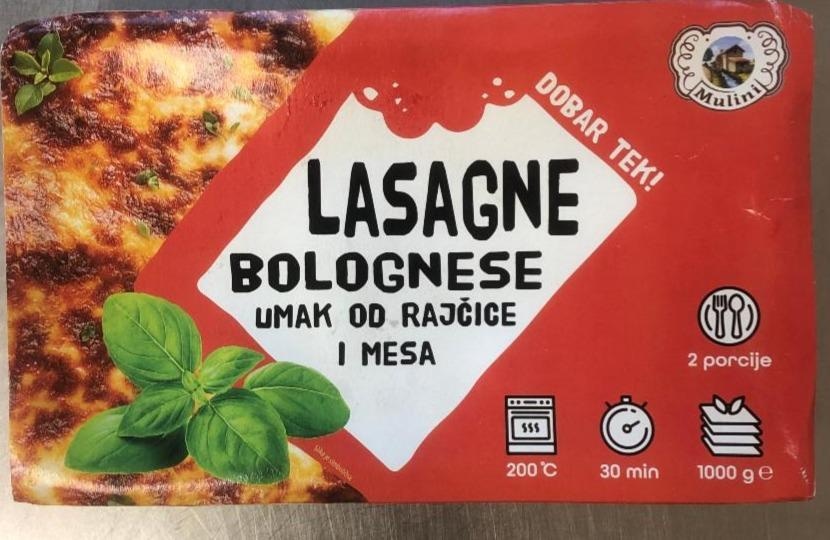 Mulini
DOBAR TEK!
LASAGNE
BOLOGNESE
UMAK OD RAJČICE
I MESA
2 porcije
200°C
30 min
1000 g e